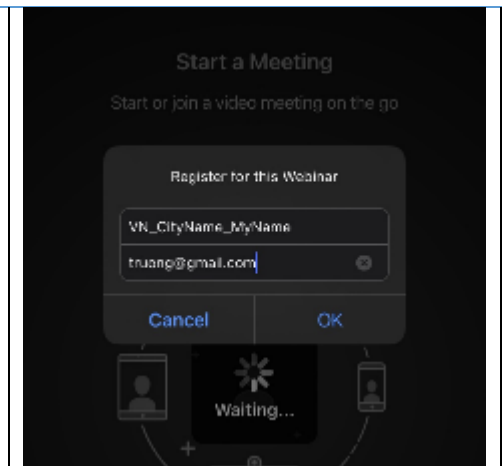 Start a Meeting
Start or join a video meeting on the go
Register for this Webinar
VN_CityName_MyName
truong@gmail.com
Cancel OK
Waiting...